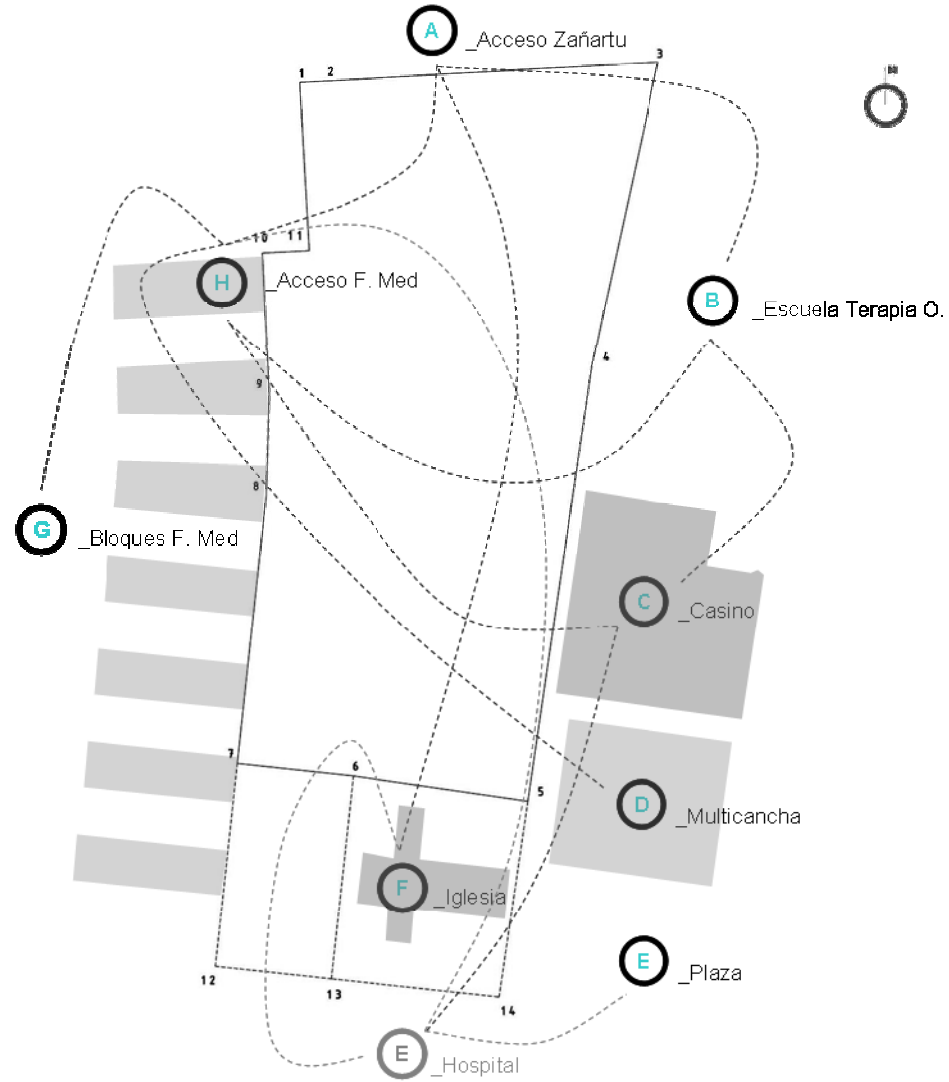 A
_Acceso Zañartu
3
1
2
10
11
H
_Acceso F. Med
B
_Escuela Terapia O.
4
9
8
G
_Bloques F. Med
C
_Casino
7
6
5
D
_Multicancha
F
_Iglesia
E
_Plaza
12
13
14
E
_Hospital